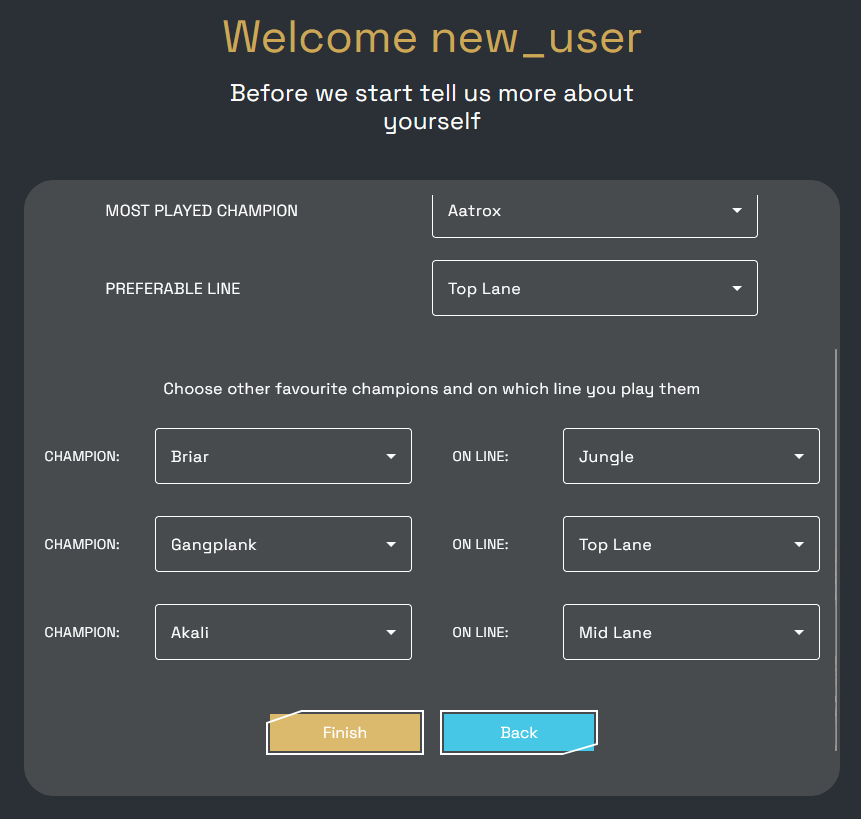 Welcome new_user
Before we start tell us more about
yourself
MOST PLAYED CHAMPION Aatrox
PREFERABLE LINE Top Lane
Choose other favourite champions and on which line you play them
CHAMPION: Briar ON LINE: Jungle
CHAMPION: Gangplank ON LINE: Top Lane
CHAMPION: Akali ON LINE: Mid Lane
Finish Back